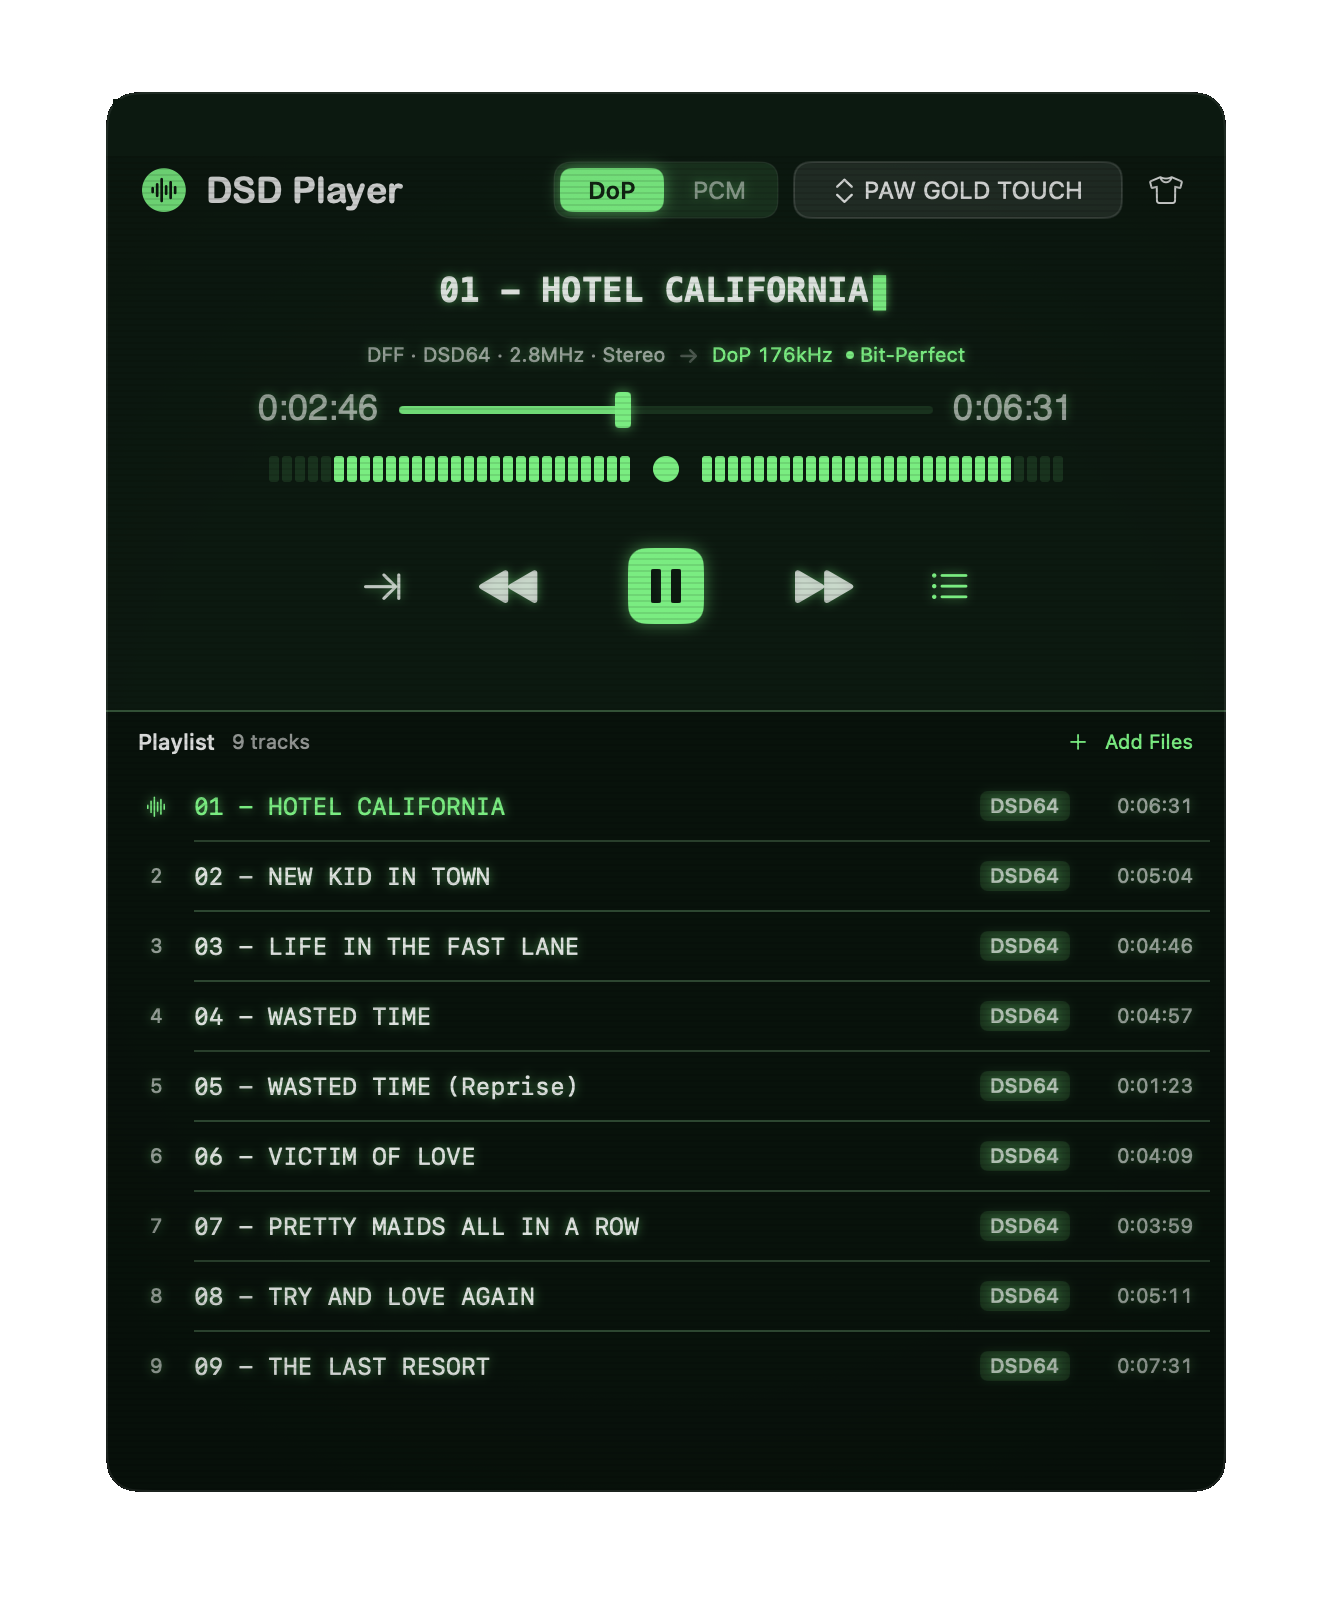 DSD Player DoP PCM PAW GOLD TOUCH
01 – HOTEL CALIFORNIA
DFF · DSD64 · 2.8MHz · Stereo → DoP 176kHz • Bit-Perfect
0:02:46 0:06:31
Playlist 9 tracks + Add Files
01 – HOTEL CALIFORNIA DSD64 0:06:31
2 02 – NEW KID IN TOWN DSD64 0:05:04
3 03 – LIFE IN THE FAST LANE DSD64 0:04:46
4 04 – WASTED TIME DSD64 0:04:57
5 05 – WASTED TIME (Reprise) DSD64 0:01:23
6 06 – VICTIM OF LOVE DSD64 0:04:09
7 07 – PRETTY MAIDS ALL IN A ROW DSD64 0:03:59
8 08 – TRY AND LOVE AGAIN DSD64 0:05:11
9 09 – THE LAST RESORT DSD64 0:07:31